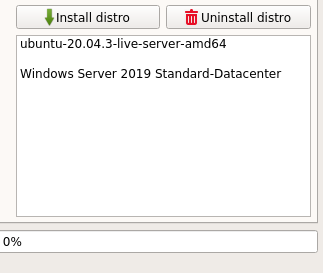 Install distro
Uninstall distro
ubuntu-20.04.3-live-server-amd64
Windows Server 2019 Standard-Datacenter
0%